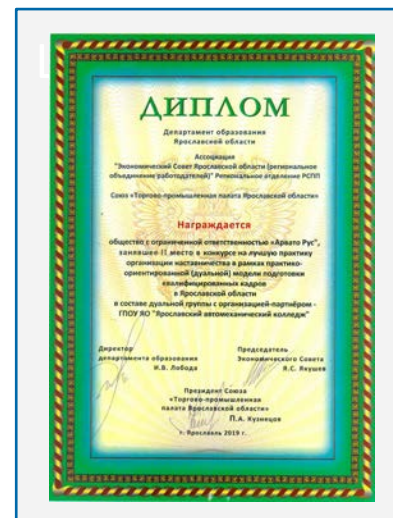 ДИПЛОМ
Департамент образования
Ярославской области
Ассоциация
"Экономический Совет Ярославской области (региональное
объединение работодателей)" Региональное отделение РСПП
Союз «Торгово-промышленная палата Ярославской области»
Награждается
общество с ограниченной ответственностью «Арвато Рус»,
занявшее II место в конкурсе на лучшую практику
организации наставничества в рамках практико-
ориентированной (дуальной) модели подготовки
квалифицированных кадров
в Ярославской области
в составе дуальной группы с организацией-партнёром -
ГПОУ ЯО "Ярославский автомеханический колледж"
Директор
департамента образования
И.В. Лобода
Председатель
Экономического Совета
Я.С. Якушев
Президент Союза
«Торгово-промышленная
палата Ярославской области»
П.А. Кузнецов
г. Ярославль 2019 г.